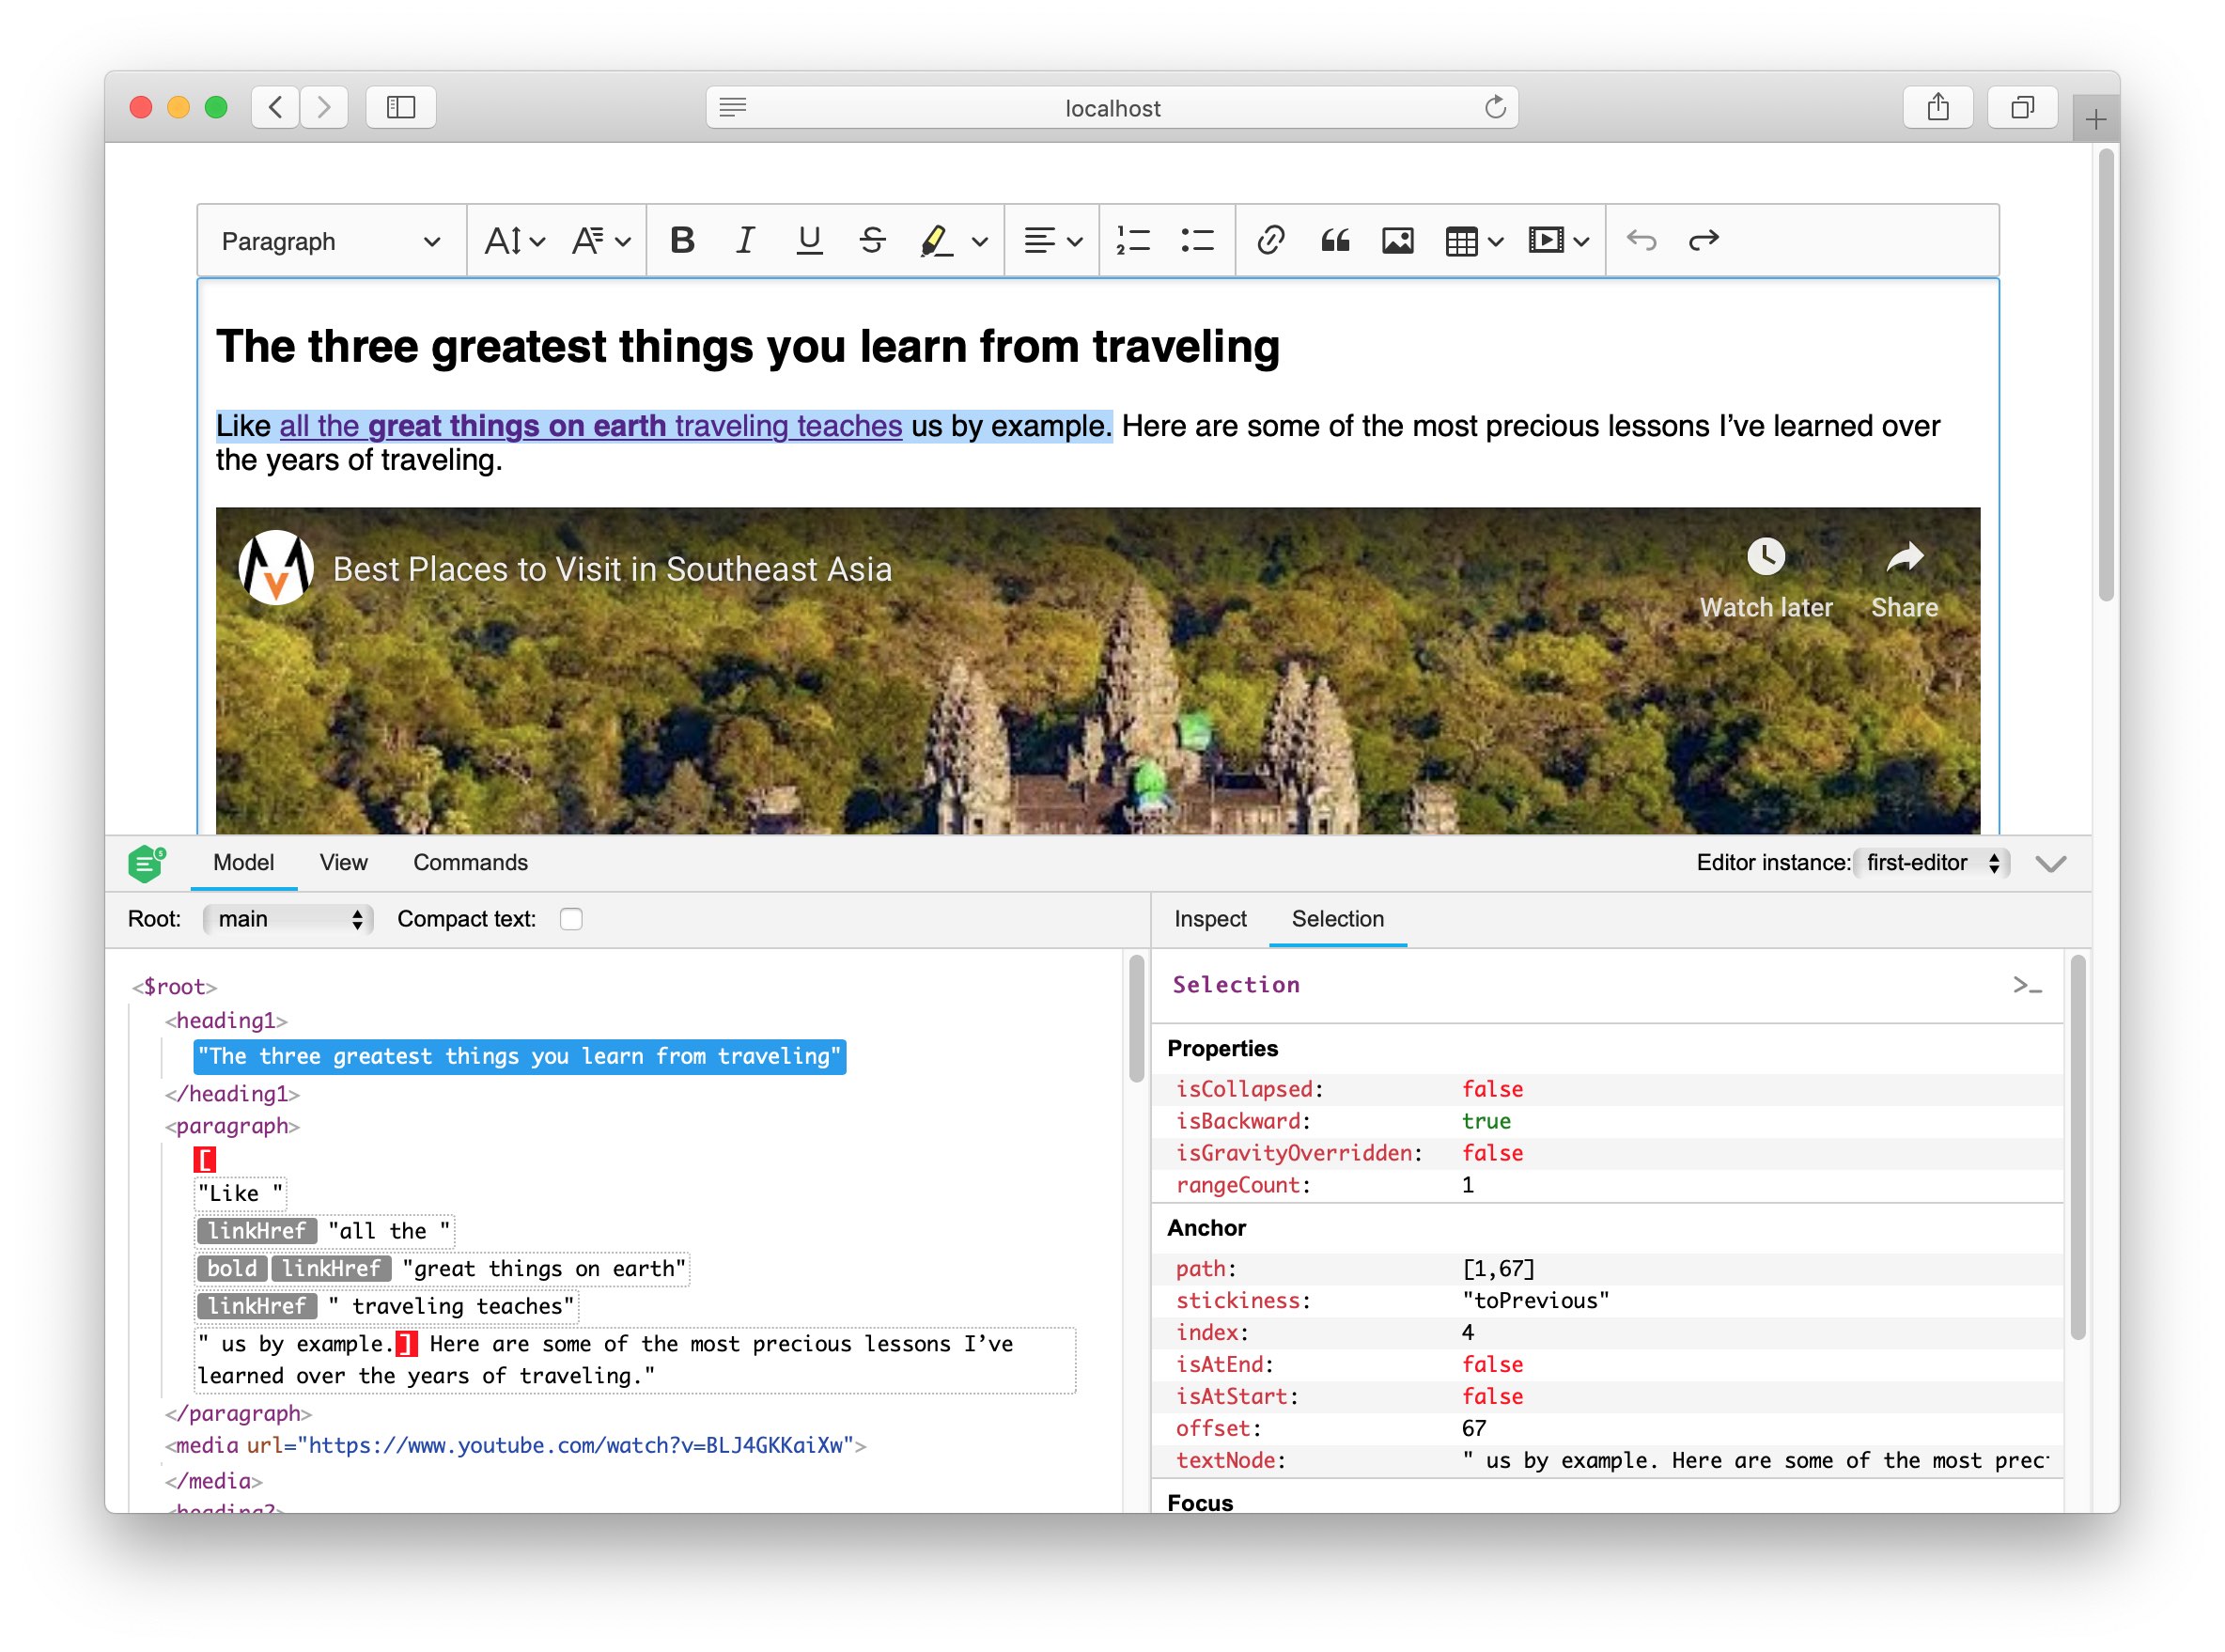 localhost
Paragraph
The three greatest things you learn from traveling
Like all the great things on earth traveling teaches us by example. Here are some of the most precious lessons I’ve learned over
the years of traveling.
Best Places to Visit in Southeast Asia
Watch later
Share
Model View Commands
Editor instance: first-editor
Root: main Compact text:
Inspect Selection
<$root>
<heading1>
"The three greatest things you learn from traveling"
</heading1>
<paragraph>
[
"Like "
linkHref "all the "
bold linkHref "great things on earth"
linkHref " traveling teaches"
" us by example.] Here are some of the most precious lessons I’ve
learned over the years of traveling."
</paragraph>
<media url="https://www.youtube.com/watch?v=BLJ4GKKaiXw">
</media>
<heading2>
Selection >_
Properties
isCollapsed: false
isBackward: true
isGravityOverridden: false
rangeCount: 1
Anchor
path: [1,67]
stickiness: "toPrevious"
index: 4
isAtEnd: false
isAtStart: false
offset: 67
textNode: " us by example. Here are some of the most prec
Focus